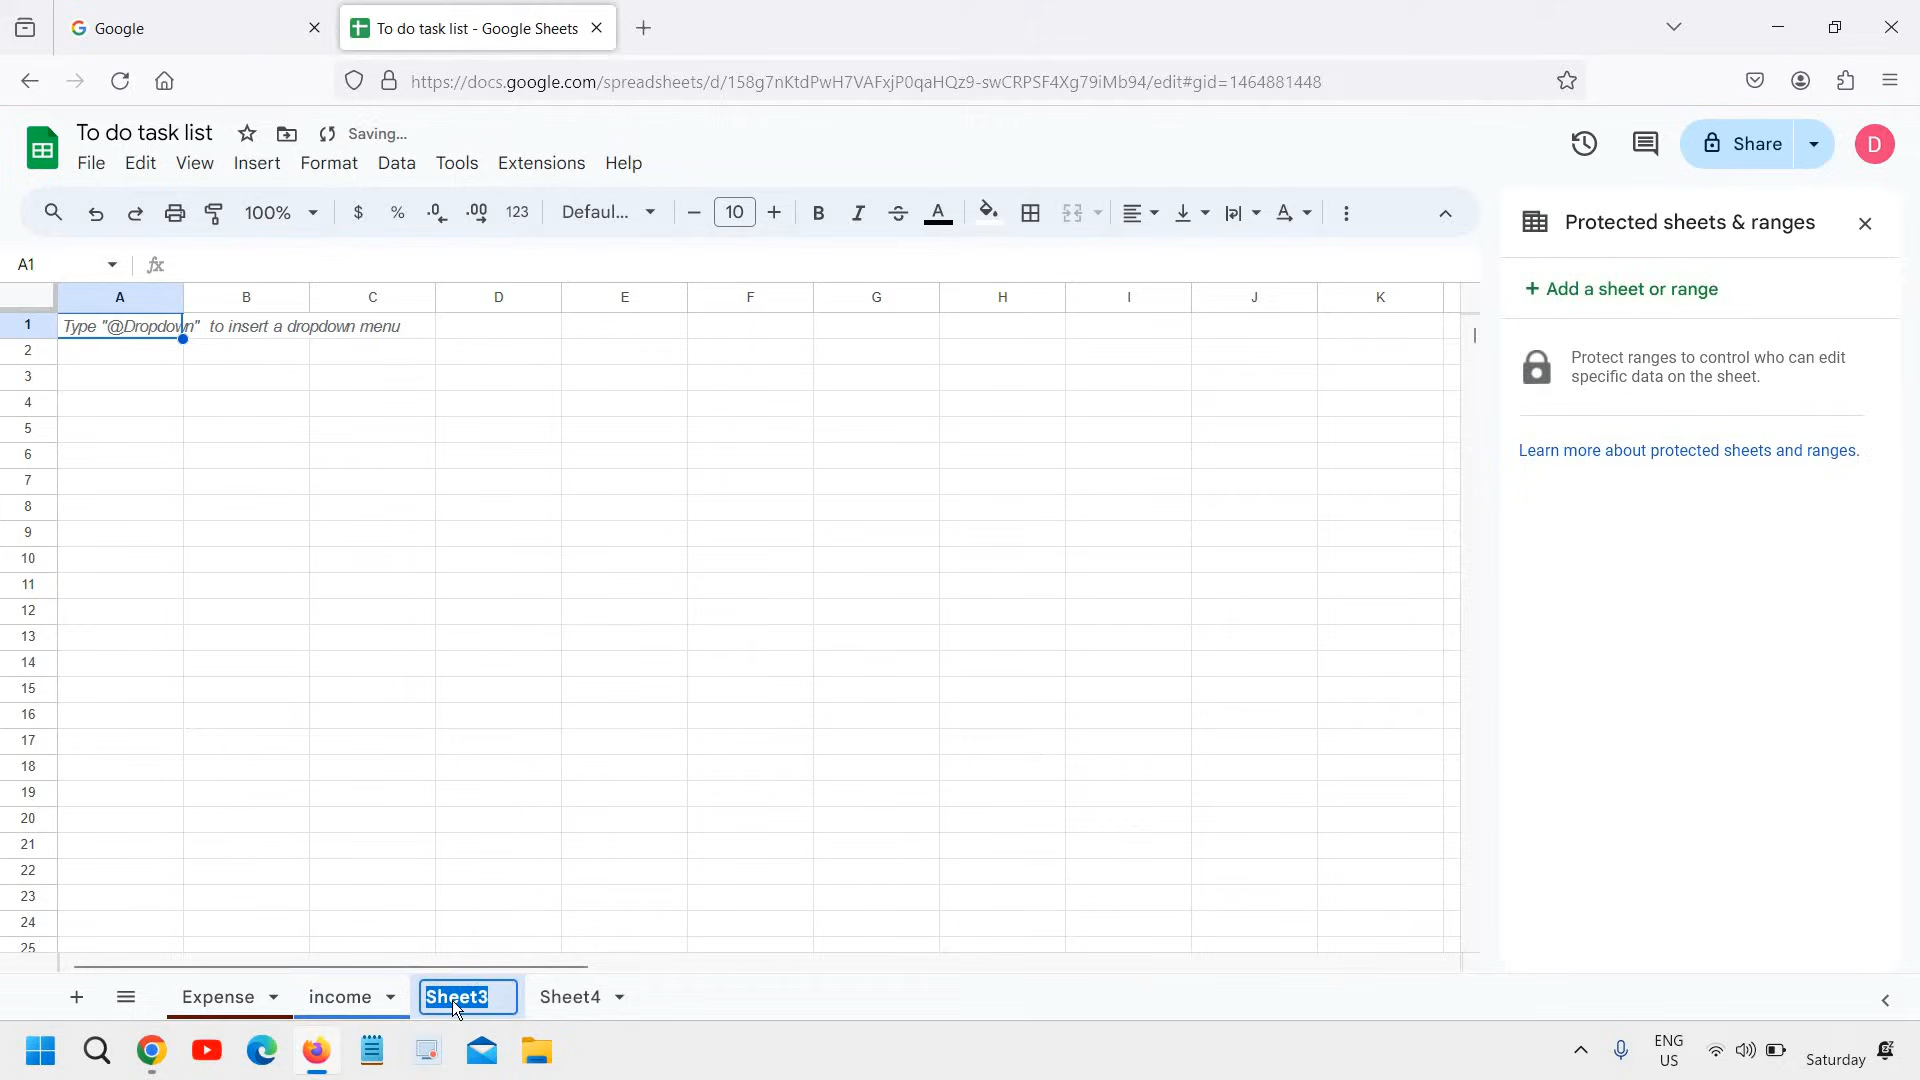 Google
To do task list - Google Sheets
https://docs.google.com/spreadsheets/d/158g7nKtdPwH7VAFxjP0qaHQz9-swCRPSF4Xg79iMb94/edit#gid=1464881448
To do task list
Saving...
File Edit View Insert Format Data Tools Extensions Help
Share
D
100% $ % .0 .00 123 Defaul... 10 B I S A
Protected sheets & ranges
A1 fx
A B C D E F G H I J K
+ Add a sheet or range
1 Type "@Dropdown" to insert a dropdown menu
2
3
Protect ranges to control who can edit
specific data on the sheet.
4
5
6
Learn more about protected sheets and ranges.
7
8
9
10
11
12
13
14
15
16
17
18
19
20
21
22
23
24
25
Expense income Sheet3 Sheet4
ENG
US
Saturday